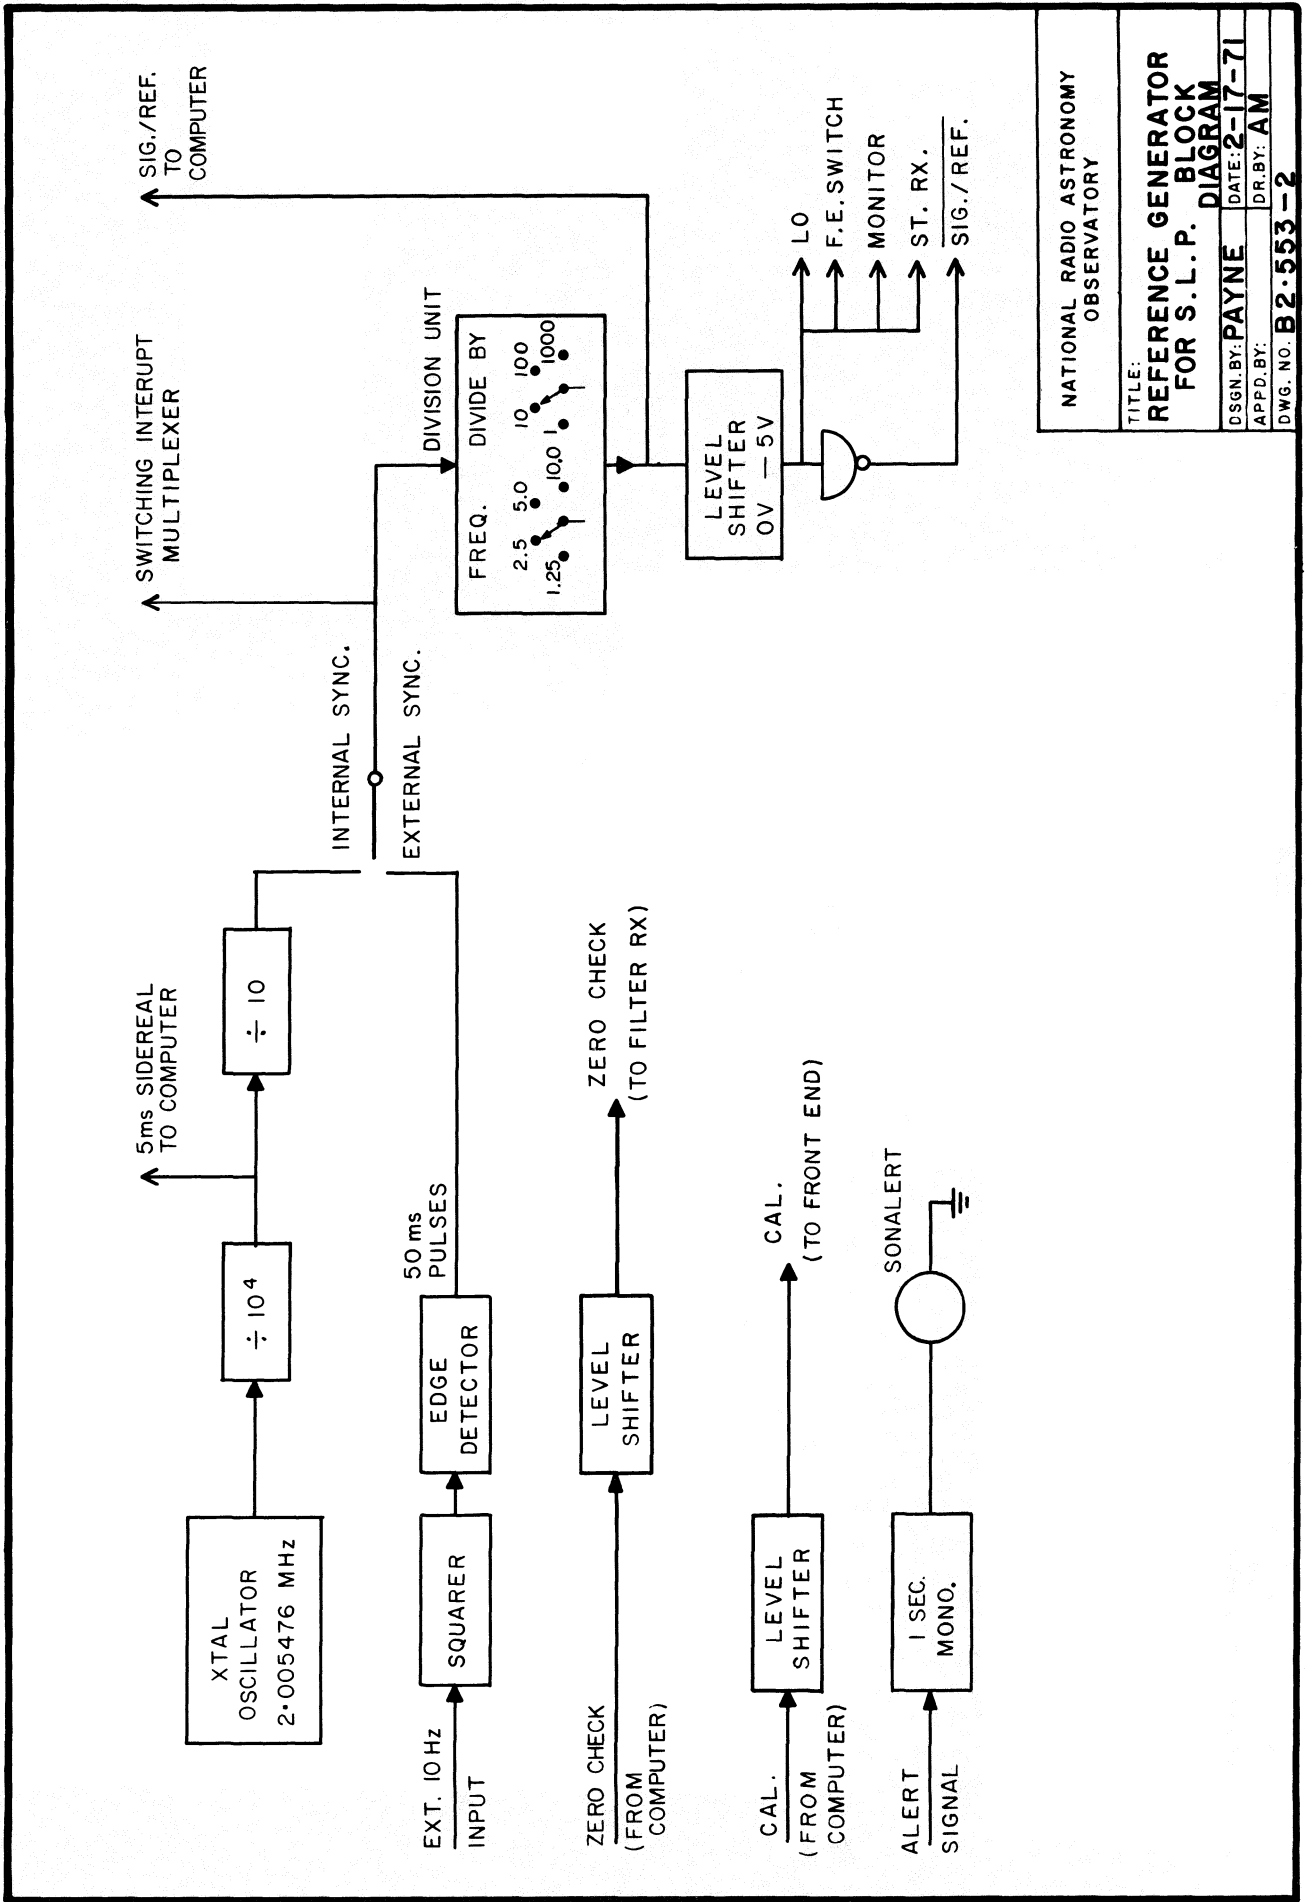 5ms SIDEREAL
TO COMPUTER
SWITCHING INTERUPT
MULTIPLEXER
SIG./REF.
TO
COMPUTER
XTAL
OSCILLATOR
2·005476 MHz
÷ 10⁴
÷ 10
INTERNAL SYNC.
EXTERNAL SYNC.
EXT. 10 Hz
INPUT
SQUARER
EDGE
DETECTOR
50 ms
PULSES
DIVISION UNIT
FREQ. DIVIDE BY
2.5 5.0 10 100
1.25 10.0 1 1000
ZERO CHECK
(FROM
COMPUTER)
LEVEL
SHIFTER
ZERO CHECK
(TO FILTER RX)
LEVEL
SHIFTER
0V — 5V
LO
F.E. SWITCH
MONITOR
ST. RX.
SIG./REF.
CAL.
(FROM
COMPUTER)
LEVEL
SHIFTER
CAL.
(TO FRONT END)
ALERT
SIGNAL
1 SEC.
MONO.
SONALERT
NATIONAL RADIO ASTRONOMY
OBSERVATORY
TITLE:
REFERENCE GENERATOR
FOR S.L.P. BLOCK
DIAGRAM
DSGN. BY: PAYNE DATE: 2-17-71
APPD. BY: DR. BY: AM
DWG. NO. B2·553-2